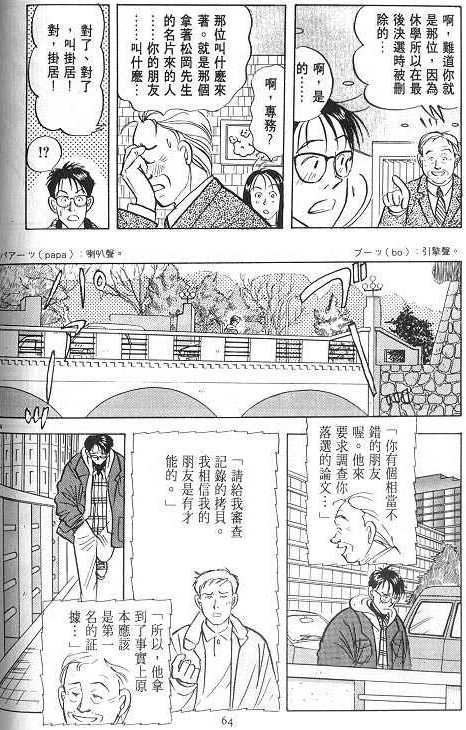 啊，難道你就
是那位，因為
休學所以在最
後決選時被刪
除的…
啊，是
的…
啊，專務？
那位叫什麼來
著。就是那個
拿著松岡先生
的名片來的人
……你的朋友
……叫什麼…
對了、對了
，叫掛居！
對，掛居！
!?
ブーッ（bo）：引擎聲。
パアーッ（papa）：喇叭聲。
「你有個相當不
錯的朋友
喔。他來
要求調查你
落選的論文…」
「請給我審查
記錄的拷貝。
我相信我的
朋友是有才
能的。」
「所以，他拿
到了事實上原
本應該
是第一
名的証
據…」
64